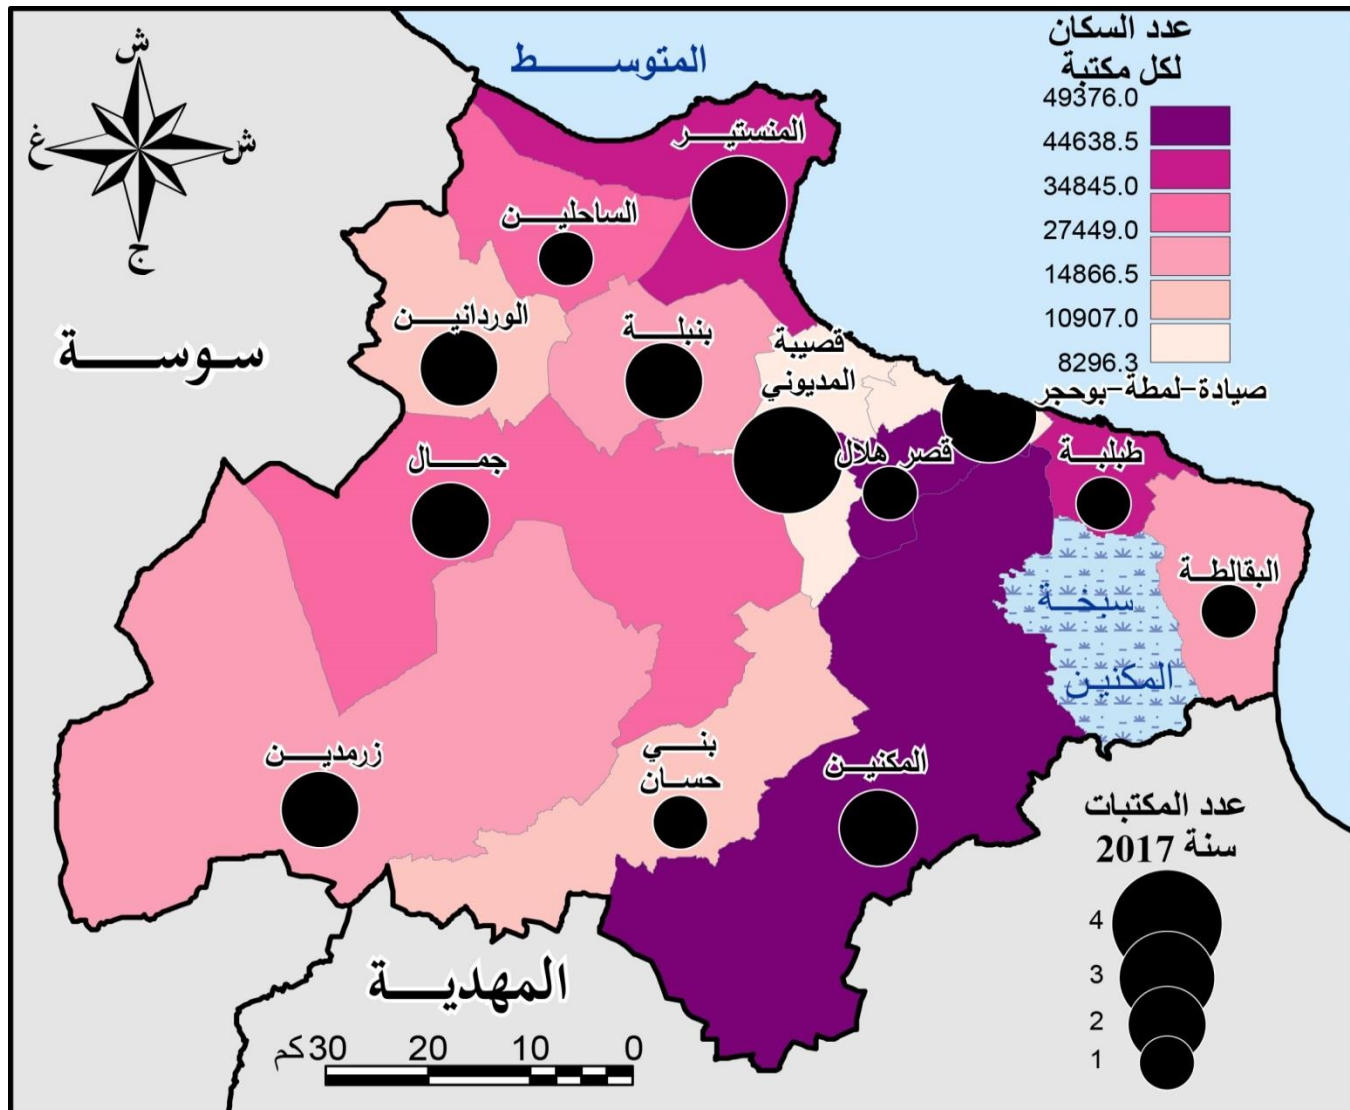 عدد السكان
لكل مكتبة
49376.0
44638.5
34845.0
27449.0
14866.5
10907.0
8296.3
ش
ش
غ
ج
المتوسط
المنستير
الساحلين
الوردانين
بنبلة
قصيبة
المديوني
صيادة-لمطة-بوحجر
سوسة
جمال
قصر هلال
طبلبة
البقالطة
سبخة
المكنين
زرمدين
بني
حسان
المكنين
المهدية
عدد المكتبات
سنة 2017
4
3
2
1
كم30 20 10 0